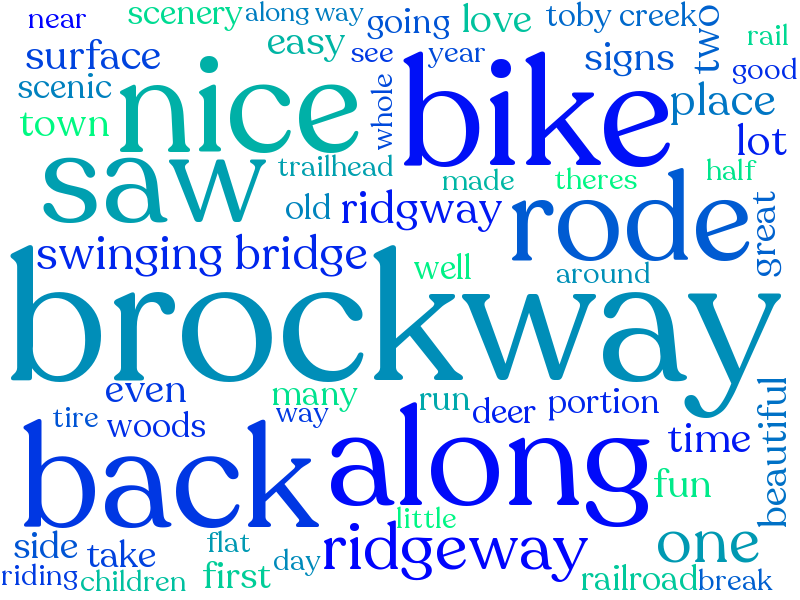 near
scenery
along way
going
love
toby creek
two
rail
surface
easy
see
year
signs
good
scenic
nice
whole
bike
place
town
lot
saw
trailhead
made
theres
half
old
ridgway
rode
great
swinging bridge
well
around
brockway
even
many
run
deer
portion
beautiful
tire
woods
way
back
along
time
fun
little
side
take
flat
day
ridgeway
one
riding
children
first
railroad
break